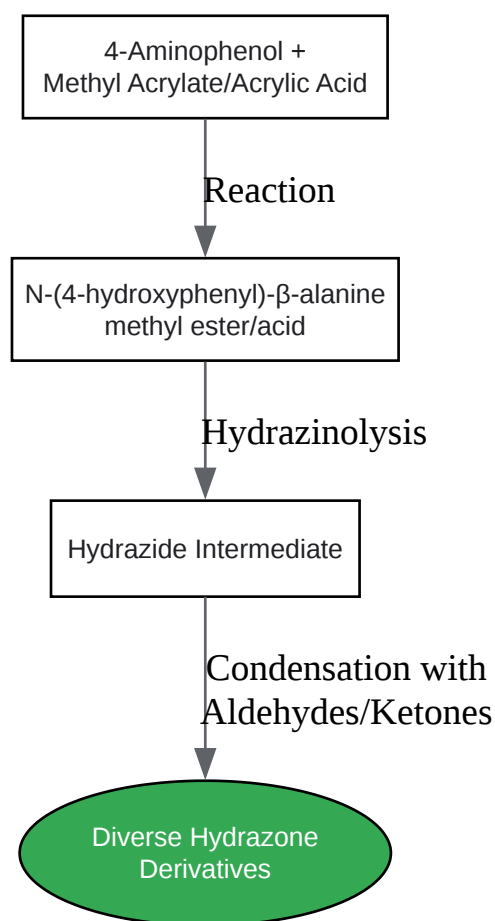 4-Aminophenol +
Methyl Acrylate/Acrylic Acid
Reaction
N-(4-hydroxyphenyl)-β-alanine
methyl ester/acid
Hydrazinolysis
Hydrazide Intermediate
Condensation with
Aldehydes/Ketones
Diverse Hydrazone
Derivatives